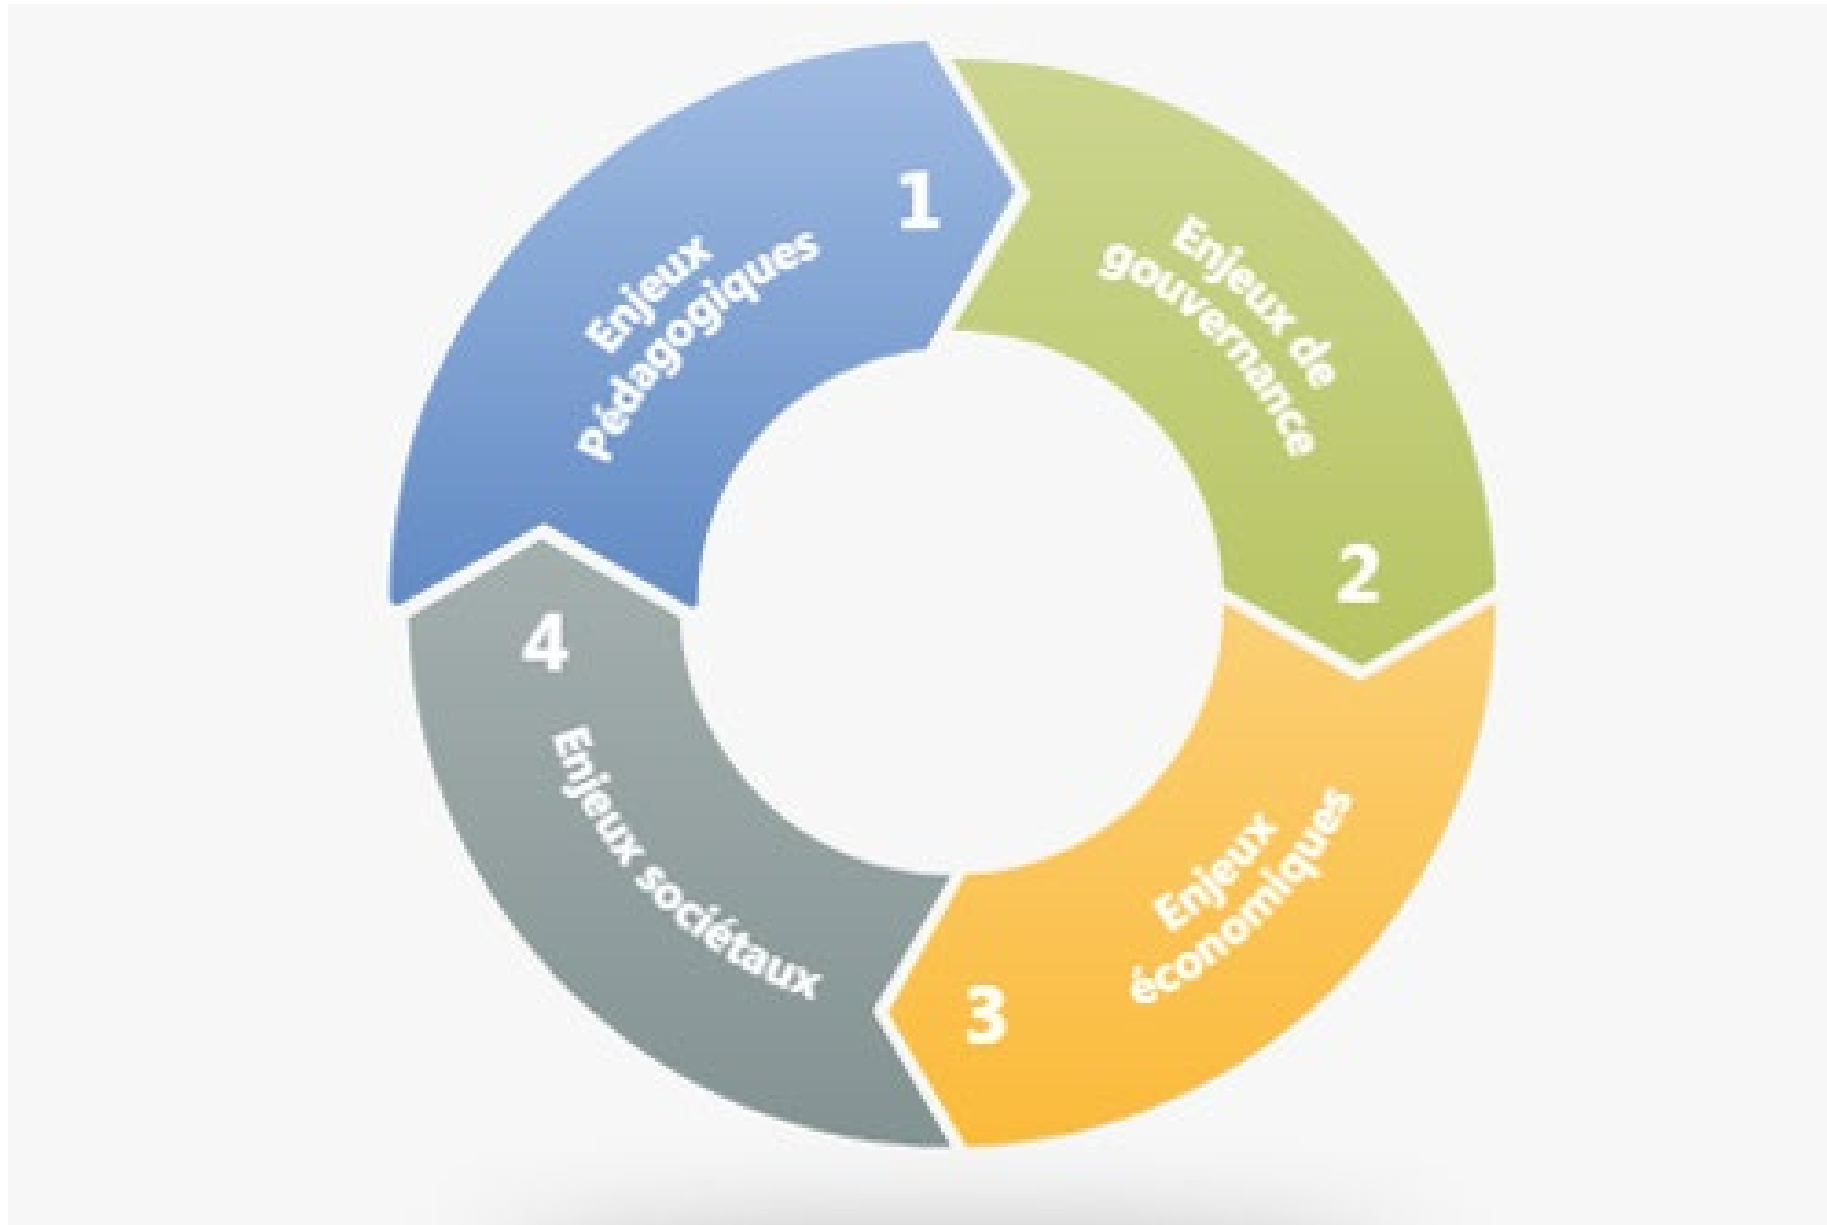 1
Enjeux
Pédagogiques
Enjeux de
gouvernance
2
Enjeux
économiques
3
4
Enjeux sociétaux